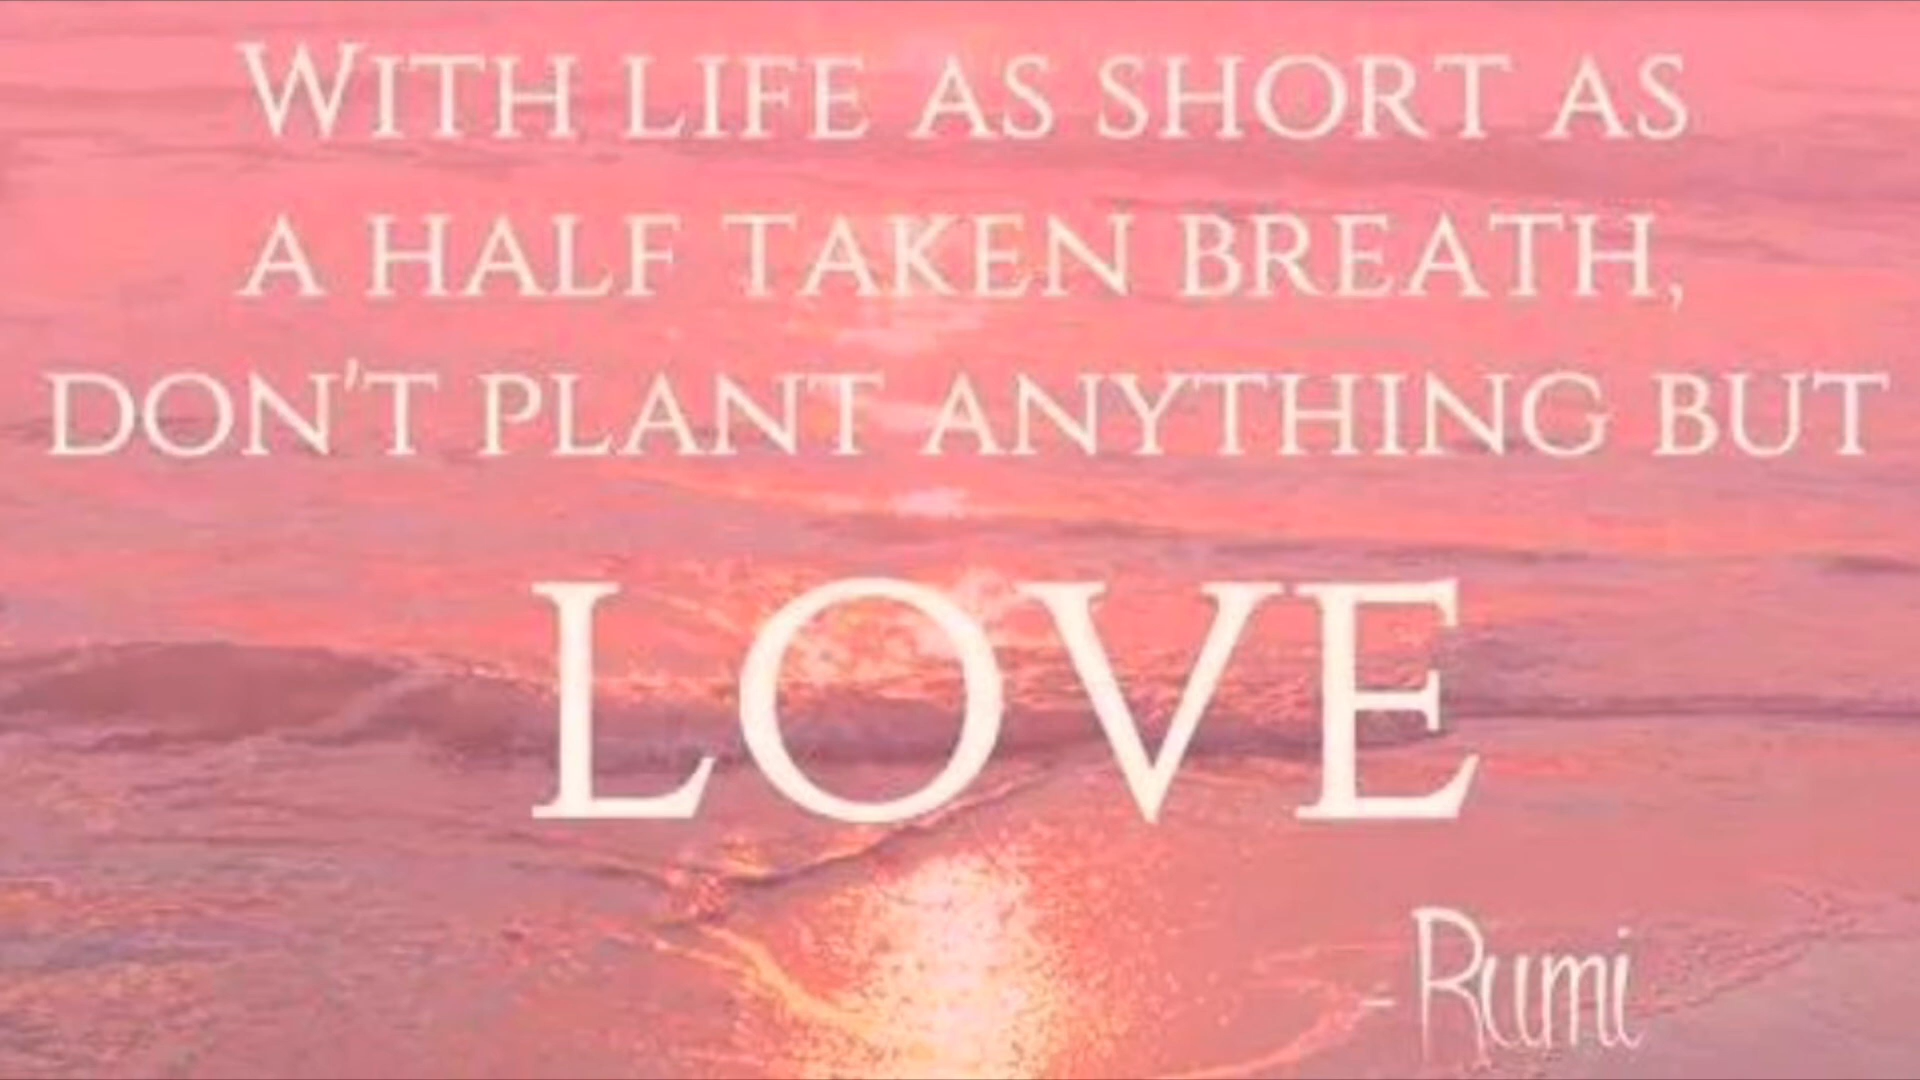 WITH LIFE AS SHORT AS
A HALF TAKEN BREATH,
DON'T PLANT ANYTHING BUT
LOVE
- Rumi